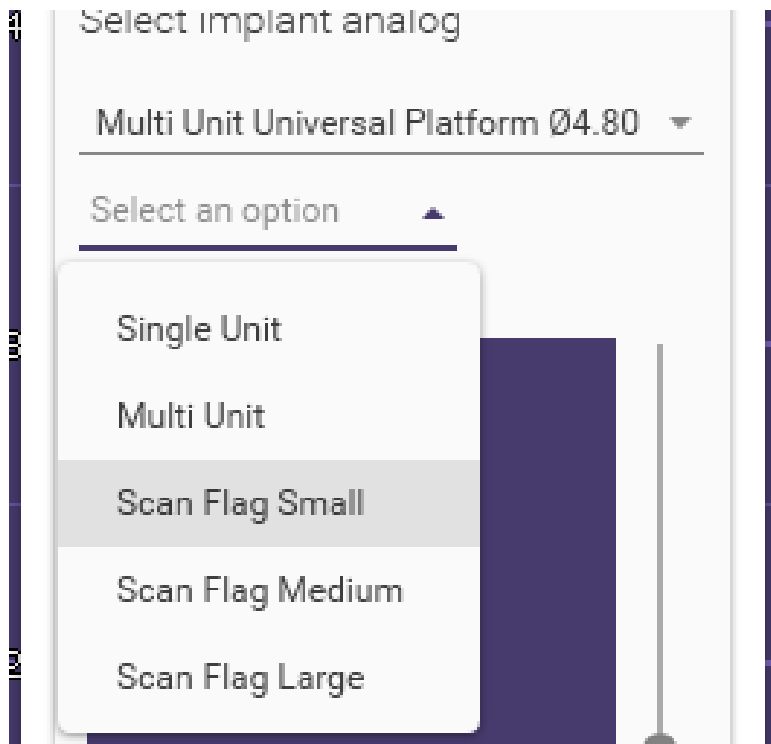 Select implant analog
Multi Unit Universal Platform Ø4.80
Select an option
Single Unit
Multi Unit
Scan Flag Small
Scan Flag Medium
Scan Flag Large